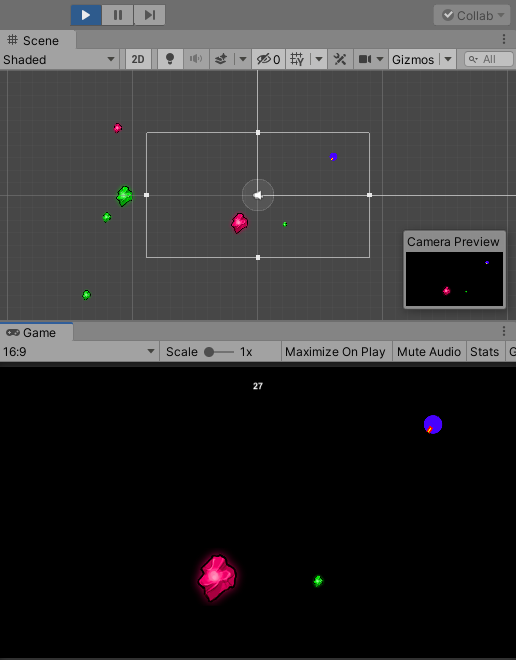 Collab
Scene
Shaded 2D 0 Gizmos All
Camera Preview
Game
16:9 Scale 1x Maximize On Play Mute Audio Stats G
27